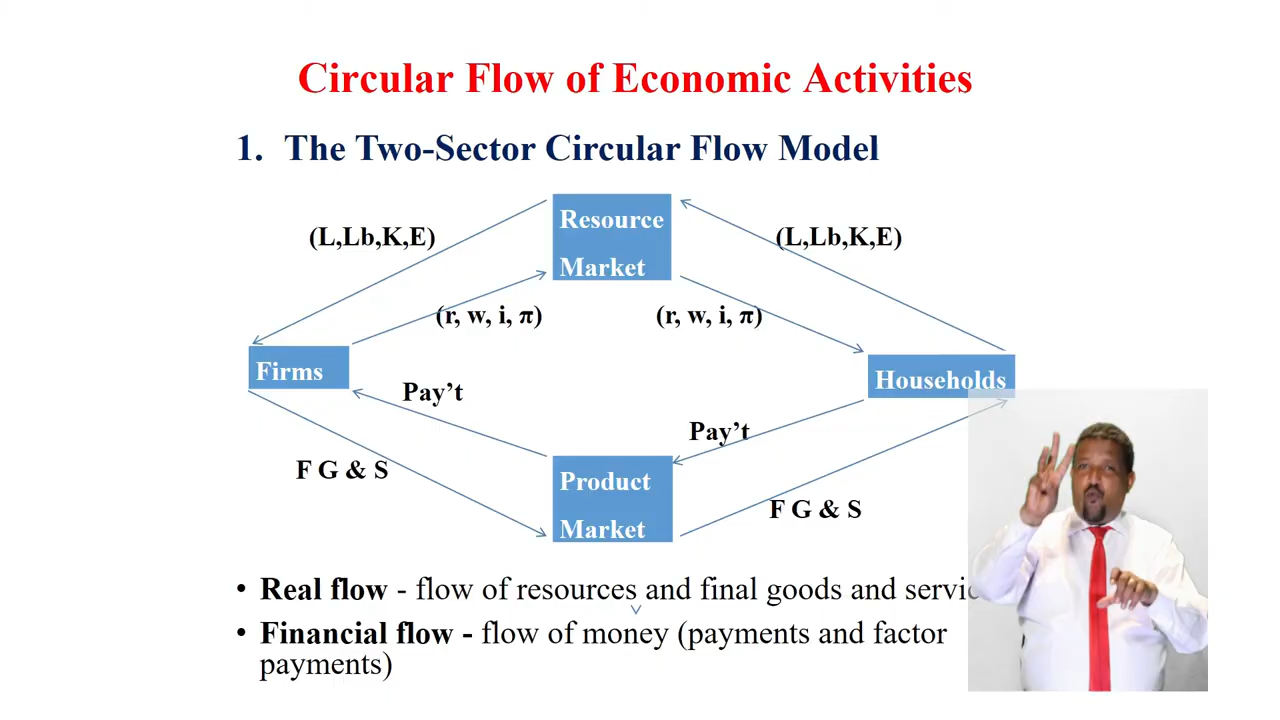 Circular Flow of Economic Activities
1. The Two-Sector Circular Flow Model
Resource
Market
(L,Lb,K,E)
(L,Lb,K,E)
(r, w, i, π)
(r, w, i, π)
Firms
Households
Pay’t
Pay’t
F G & S
Product
Market
F G & S
• Real flow - flow of resources and final goods and servic
• Financial flow - flow of money (payments and factor
payments)